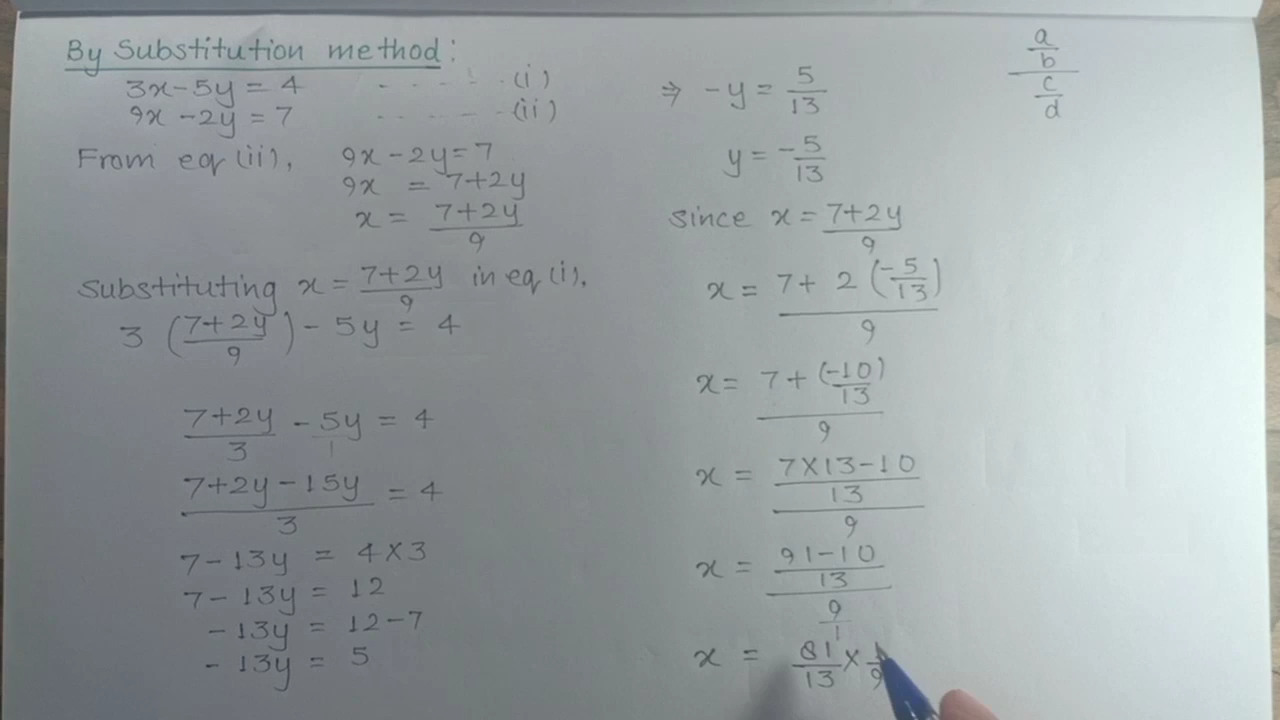 By Substitution method :
3x - 5y = 4 - - - - - - (i)
9x - 2y = 7 - - - - - - (ii)
From eq (ii), 9x - 2y = 7
9x = 7+2y
x = 7+2y / 9
Substituting x = 7+2y / 9 in eq (i),
3 (7+2y / 9) - 5y = 4
7+2y / 3 - 5y / 1 = 4
7+2y - 15y / 3 = 4
7 - 13y = 4 × 3
7 - 13y = 12
- 13y = 12 - 7
- 13y = 5
⇒ - y = 5 / 13
y = -5 / 13
since x = 7+2y / 9
x = 7 + 2 (-5 / 13) / 9
x = 7 + (-10 / 13) / 9
x = 7×13-10 / 13 / 9
x = 91-10 / 13 / 9 / 1
x = 81 / 13 × / 9
a / b / c / d